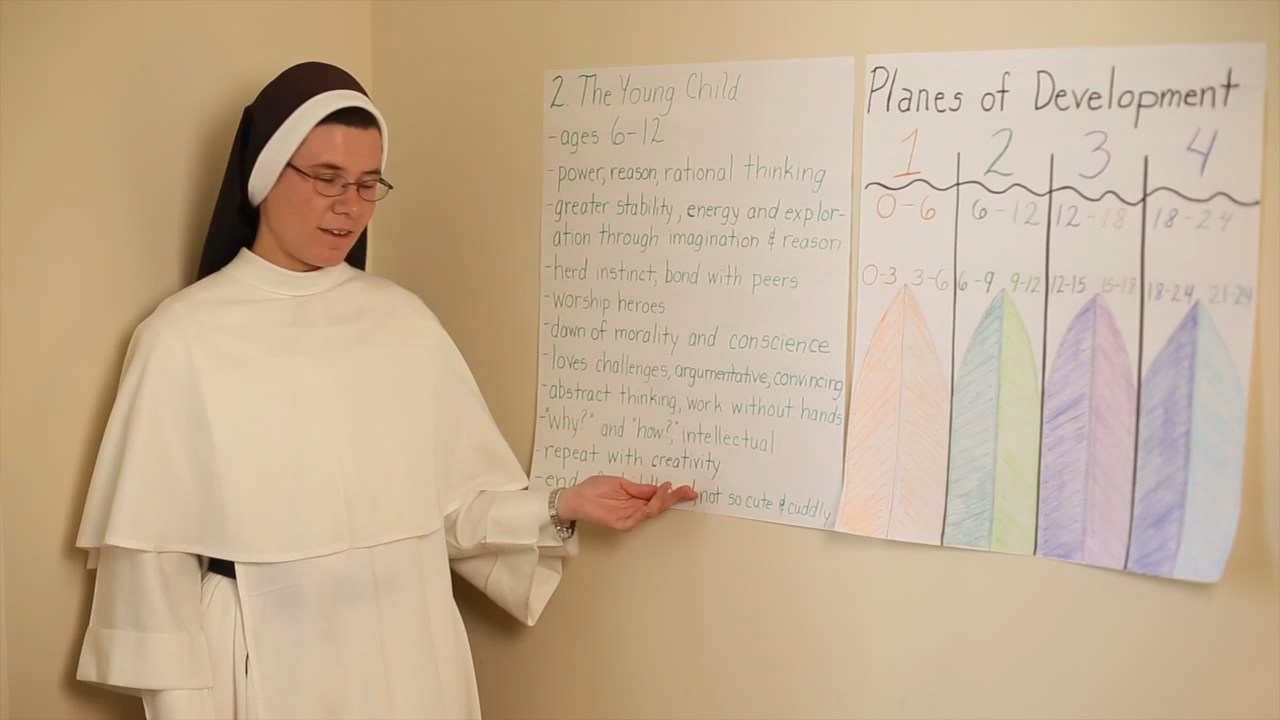 2. The Young Child
-ages 6-12
-power, reason, rational thinking
-greater stability, energy and explor-
ation through imagination & reason
-herd instinct, bond with peers
-worship heroes
-dawn of morality and conscience
-loves challenges, argumentative, convincing
-abstract thinking, work without hands
-"why?" and "how?," intellectual
-repeat with creativity
not so cute & cuddly
Planes of Development
1 2 3 4
0-6 6-12 12-18 18-24
0-3 3-6 6-9 9-12 12-15 15-18 18-24 21-24